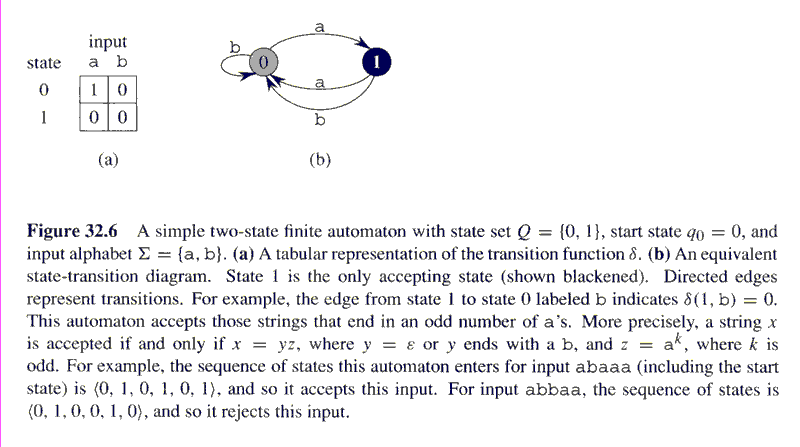 input
state a b
0 1 0
1 0 0
(a)
a
b
0
1
a
b
(b)
Figure 32.6 A simple two-state finite automaton with state set Q = {0, 1}, start state q₀ = 0, and
input alphabet Σ = {a, b}. (a) A tabular representation of the transition function δ. (b) An equivalent
state-transition diagram. State 1 is the only accepting state (shown blackened). Directed edges
represent transitions. For example, the edge from state 1 to state 0 labeled b indicates δ(1, b) = 0.
This automaton accepts those strings that end in an odd number of a's. More precisely, a string x
is accepted if and only if x = yz, where y = ε or y ends with a b, and z = aᵏ, where k is
odd. For example, the sequence of states this automaton enters for input abaaa (including the start
state) is ⟨0, 1, 0, 1, 0, 1⟩, and so it accepts this input. For input abbaa, the sequence of states is
⟨0, 1, 0, 0, 1, 0⟩, and so it rejects this input.